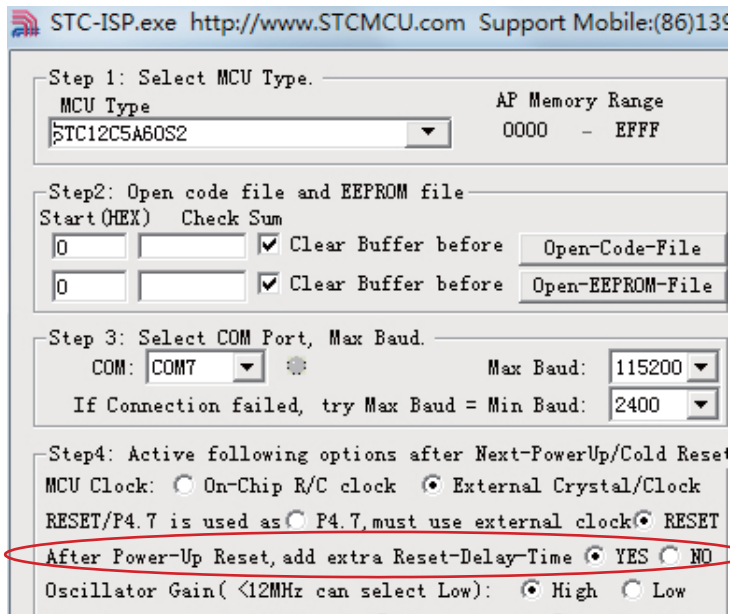 STC-ISP.exe http://www.STCMCU.com Support Mobile:(86)139
Step 1: Select MCU Type.
MCU Type AP Memory Range
STC12C5A60S2 0000 - EFFF
Step2: Open code file and EEPROM file
Start(HEX) Check Sum
0 Clear Buffer before Open-Code-File
0 Clear Buffer before Open-EEPROM-File
Step 3: Select COM Port, Max Baud.
COM: COM7 Max Baud: 115200
If Connection failed, try Max Baud = Min Baud: 2400
Step4: Active following options after Next-PowerUp/Cold Reset
MCU Clock: On-Chip R/C clock External Crystal/Clock
RESET/P4.7 is used as P4.7,must use external clock RESET
After Power-Up Reset,add extra Reset-Delay-Time YES NO
Oscillator Gain( <12MHz can select Low): High Low